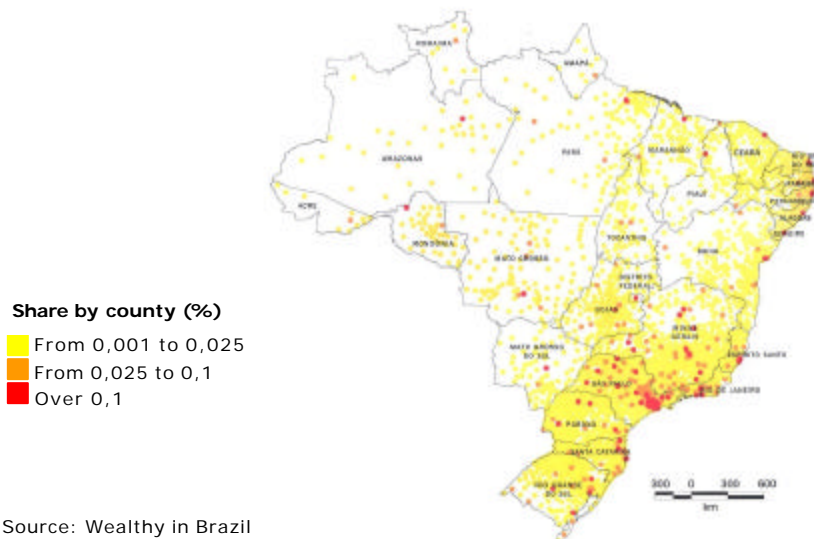 RORAIMA
AMAPÁ
AMAZONAS
PARÁ
MARANHÃO
CEARÁ
PIAUÍ
ACRE
RONDÔNIA
TOCANTINS
MATO GROSSO
BAHIA
DISTRITO
FEDERAL
GOIÁS
MINAS
GERAIS
MATO GROSSO
DO SUL
ESPÍRITO SANTO
SÃO PAULO
RIO DE JANEIRO
PARANÁ
SANTA CATARINA
RIO GRANDE
DO SUL
Share by county (%)
From 0,001 to 0,025
From 0,025 to 0,1
Over 0,1
300 0 300 600
km
Source: Wealthy in Brazil